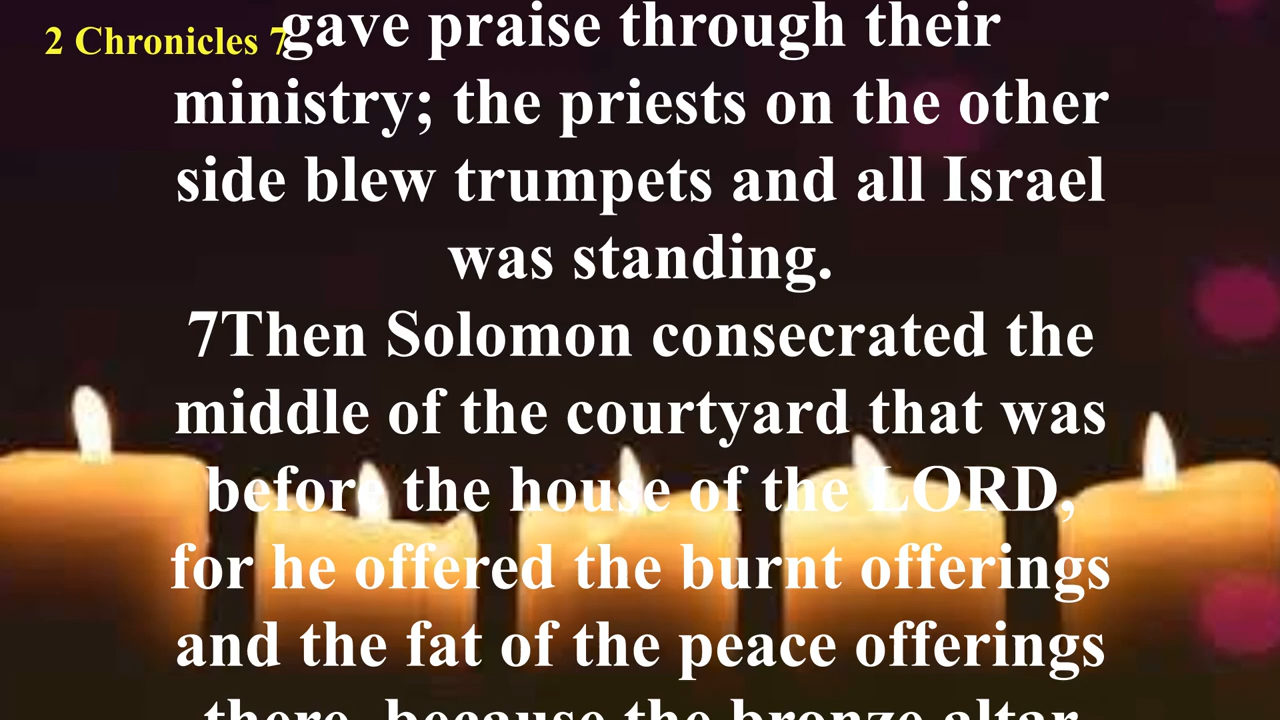 2 Chronicles 7
gave praise through their
ministry; the priests on the other
side blew trumpets and all Israel
was standing.
7Then Solomon consecrated the
middle of the courtyard that was
before the house of the LORD,
for he offered the burnt offerings
and the fat of the peace offerings
there, because the bronze altar